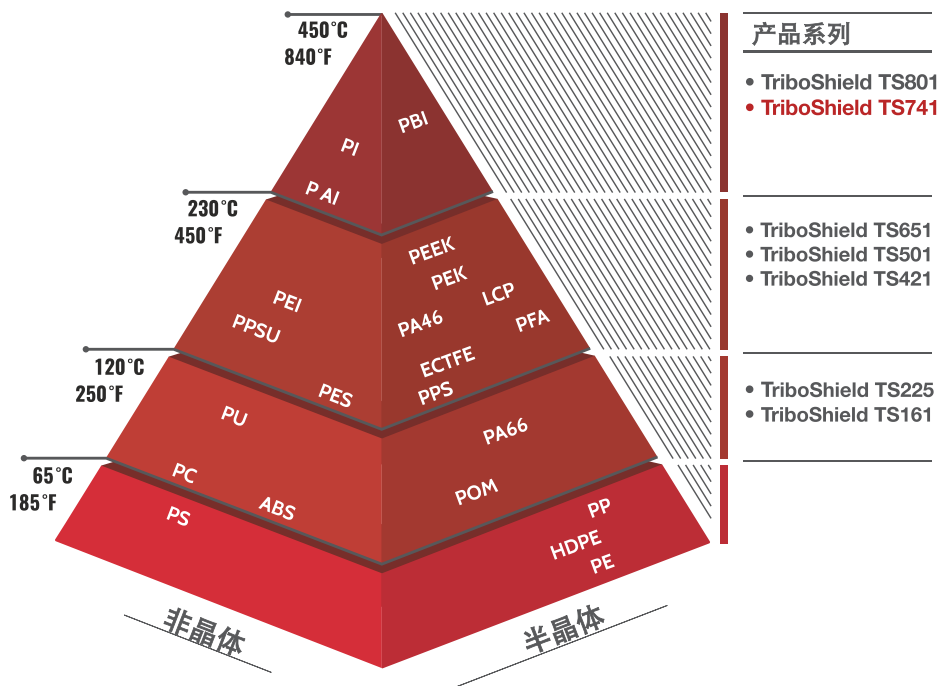 450°C
840°F
产品系列
• TriboShield TS801
• TriboShield TS741
PBI
PI
P AI
230°C
450°F
• TriboShield TS651
• TriboShield TS501
• TriboShield TS421
PEEK
PEK
LCP
PEI
PPSU
PA46
PFA
ECTFE
PES
PPS
120°C
250°F
• TriboShield TS225
• TriboShield TS161
PU
PA66
PC
ABS
POM
65°C
185°F
PS
PP
HDPE
PE
非晶体
半晶体